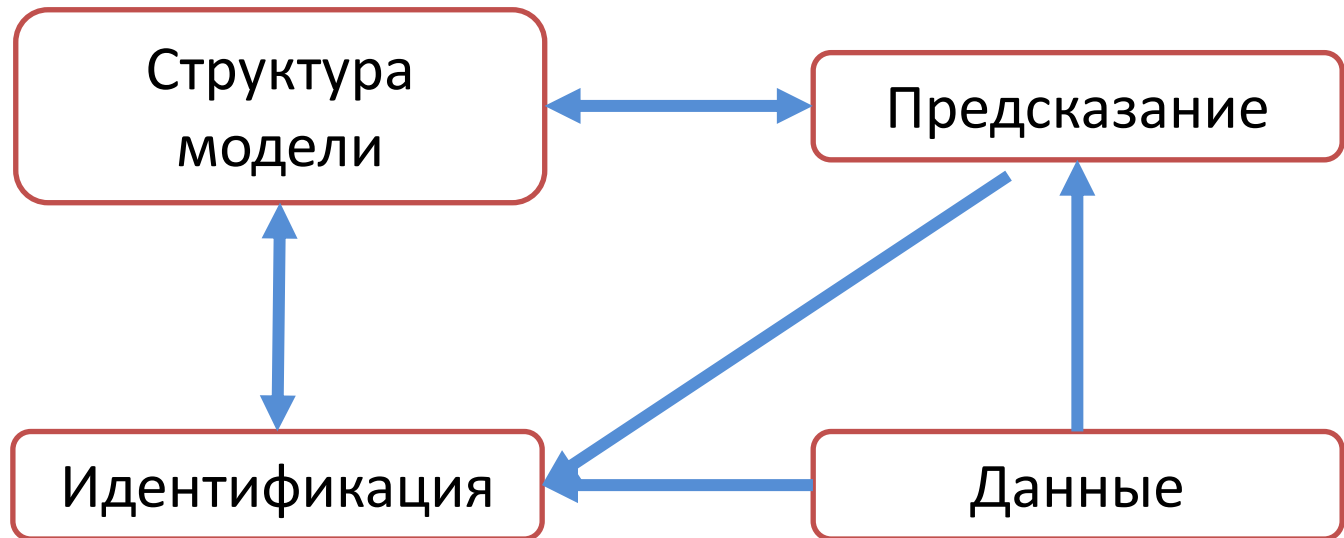 Структура
модели
Предсказание
Идентификация
Данные